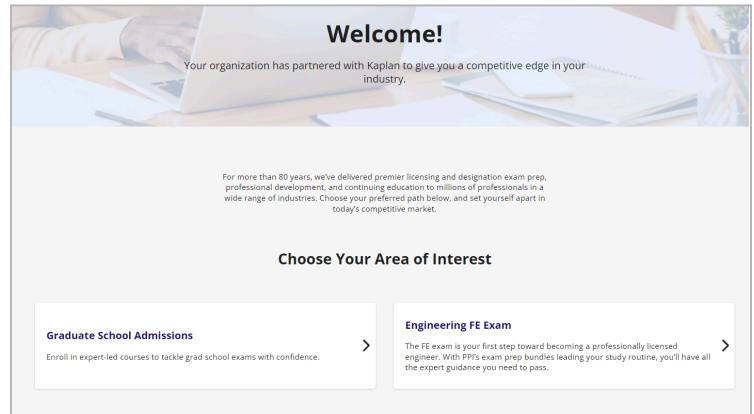 Welcome!
Your organization has partnered with Kaplan to give you a competitive edge in your
industry.
For more than 80 years, we've delivered premier licensing and designation exam prep,
professional development, and continuing education to millions of professionals in a
wide range of industries. Choose your preferred path below, and set yourself apart in
today's competitive market.
Choose Your Area of Interest
Graduate School Admissions
Enroll in expert-led courses to tackle grad school exams with confidence.
Engineering FE Exam
The FE exam is your first step toward becoming a professionally licensed
engineer. With PPI's exam prep bundles leading your study routine, you'll have all
the expert guidance you need to pass.